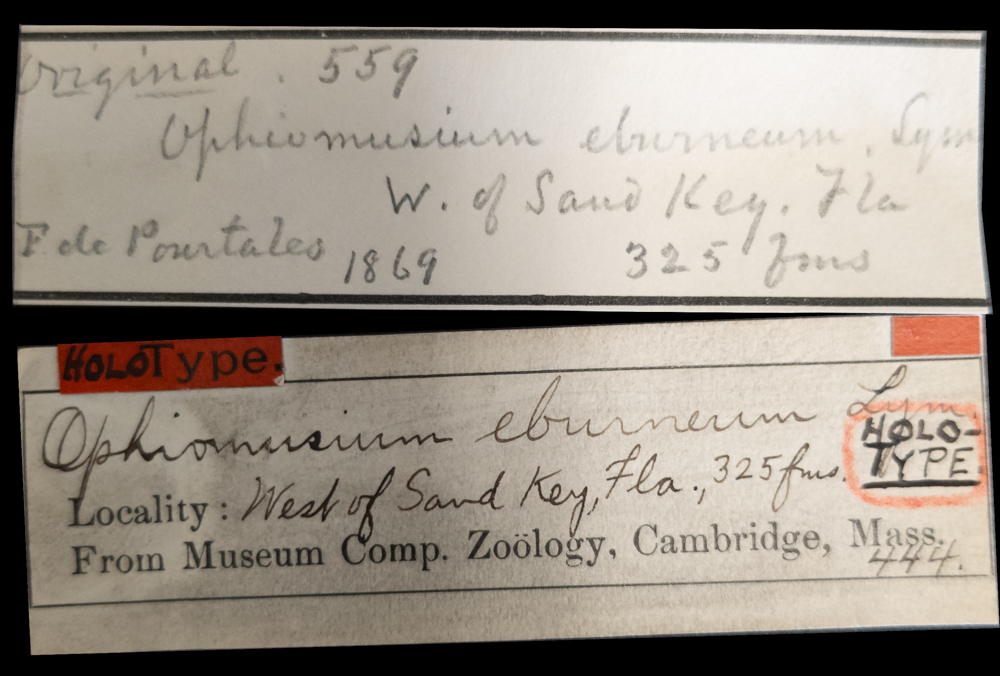 Original . 559
Ophiomusium eburneum, Lym
W. of Sand Key. Fla
F de Pourtales 1869 325 fms
HOLOType.
Ophiomusium eburneum Lym.
HOLO-
TYPE
Locality: West of Sand Key, Fla., 325 fms.
From Museum Comp. Zoölogy, Cambridge, Mass.
444.